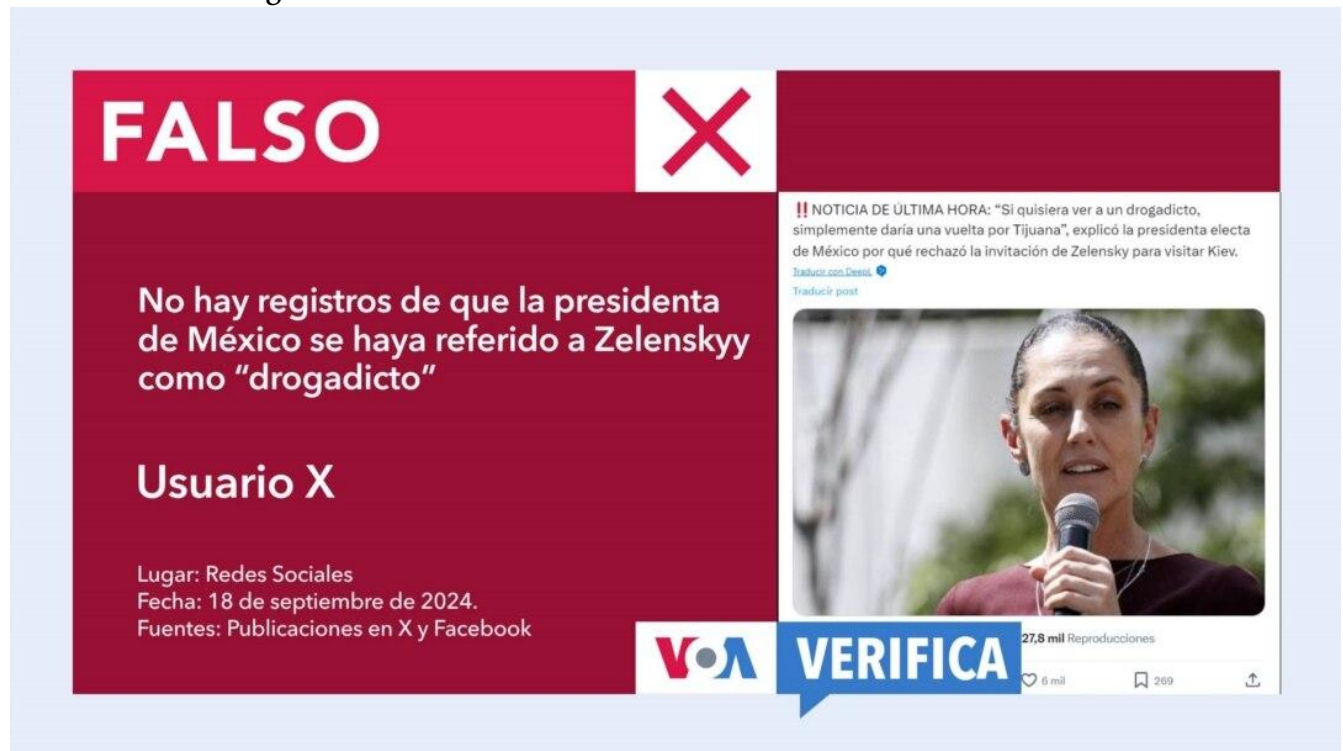 FALSO
No hay registros de que la presidenta
de México se haya referido a Zelenskyy
como “drogadicto”
Usuario X
Lugar: Redes Sociales
Fecha: 18 de septiembre de 2024.
Fuentes: Publicaciones en X y Facebook
‼ NOTICIA DE ÚLTIMA HORA: “Si quisiera ver a un drogadicto,
simplemente daría una vuelta por Tijuana”, explicó la presidenta electa
de México por qué rechazó la invitación de Zelensky para visitar Kiev.
Traducir con DeepL
Traducir post
27,8 mil Reproducciones
6 mil
269
VOA VERIFICA